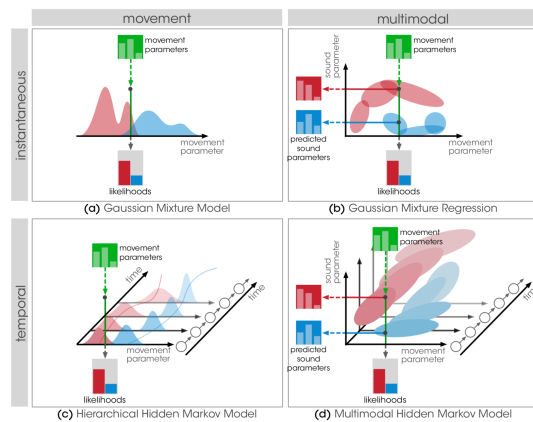 movement
multimodal
instantaneous
temporal
movement
parameters
movement
parameter
likelihoods
(a) Gaussian Mixture Model
sound
parameter
movement
parameters
predicted
sound
parameters
movement
parameter
likelihoods
(b) Gaussian Mixture Regression
movement
parameters
time
time
movement
parameter
likelihoods
(c) Hierarchical Hidden Markov Model
sound
parameter
movement
parameters
predicted
sound
parameters
time
movement
parameter
likelihoods
(d) Multimodal Hidden Markov Model